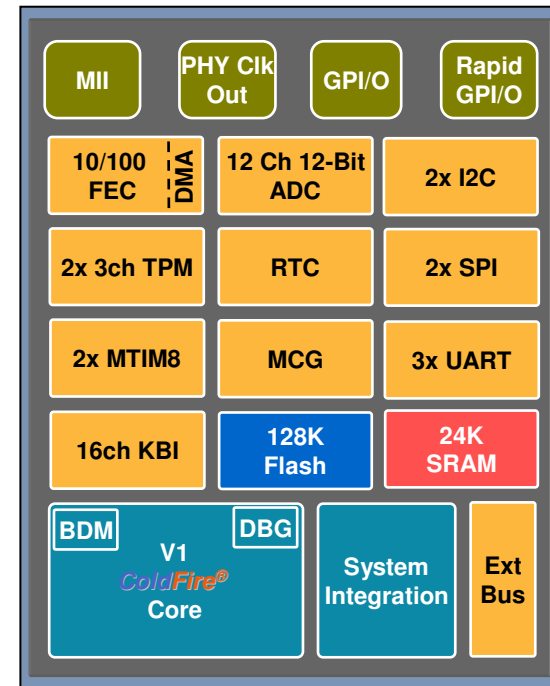 MII
PHY Clk
Out
GPI/O
Rapid
GPI/O
10/100
FEC
DMA
12 Ch 12-Bit
ADC
2x I2C
2x 3ch TPM
RTC
2x SPI
2x MTIM8
MCG
3x UART
16ch KBI
128K
Flash
24K
SRAM
BDM
DBG
V1
ColdFire®
Core
System
Integration
Ext
Bus